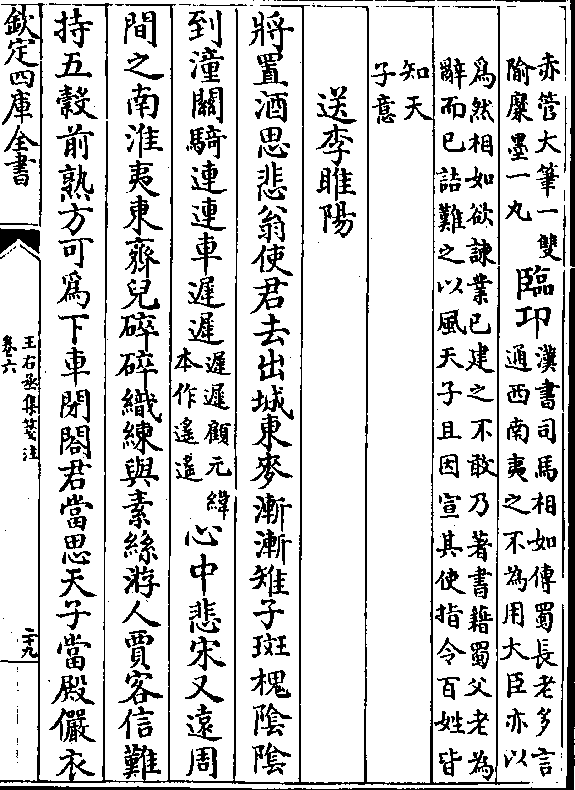 赤管大筆一雙
隃糜墨一丸
臨卭
漢書司馬相如傳蜀長老多言
通西南夷之不為用大臣亦以
為然相如欲諫業已建之不敢乃著書藉蜀父老為
辭而已詰難之以風天子且因宣其使指令百姓皆
知天
子意
送李睢陽
將置酒思悲翁使君去出城東麥漸漸雉子斑槐陰陰
到潼關騎連連車遲遲
遲遲顧元緯
本作遙遙
心中悲宋又遠周
間之南淮夷東齊兒碎碎織練與素絲游人賈客信難
持五穀前熟方可為下車閉閤君當思天子當殿儼衣
欽定四庫全書
王右丞集箋注
卷六
二十九